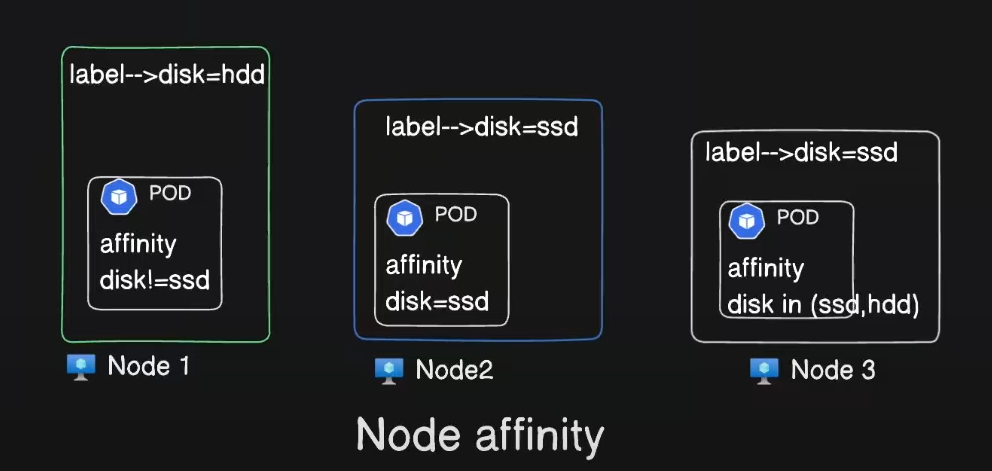 label-->disk=hdd
POD
affinity
disk!=ssd
Node 1
label-->disk=ssd
POD
affinity
disk=ssd
Node2
label-->disk=ssd
POD
affinity
disk in (ssd,hdd)
Node 3
Node affinity